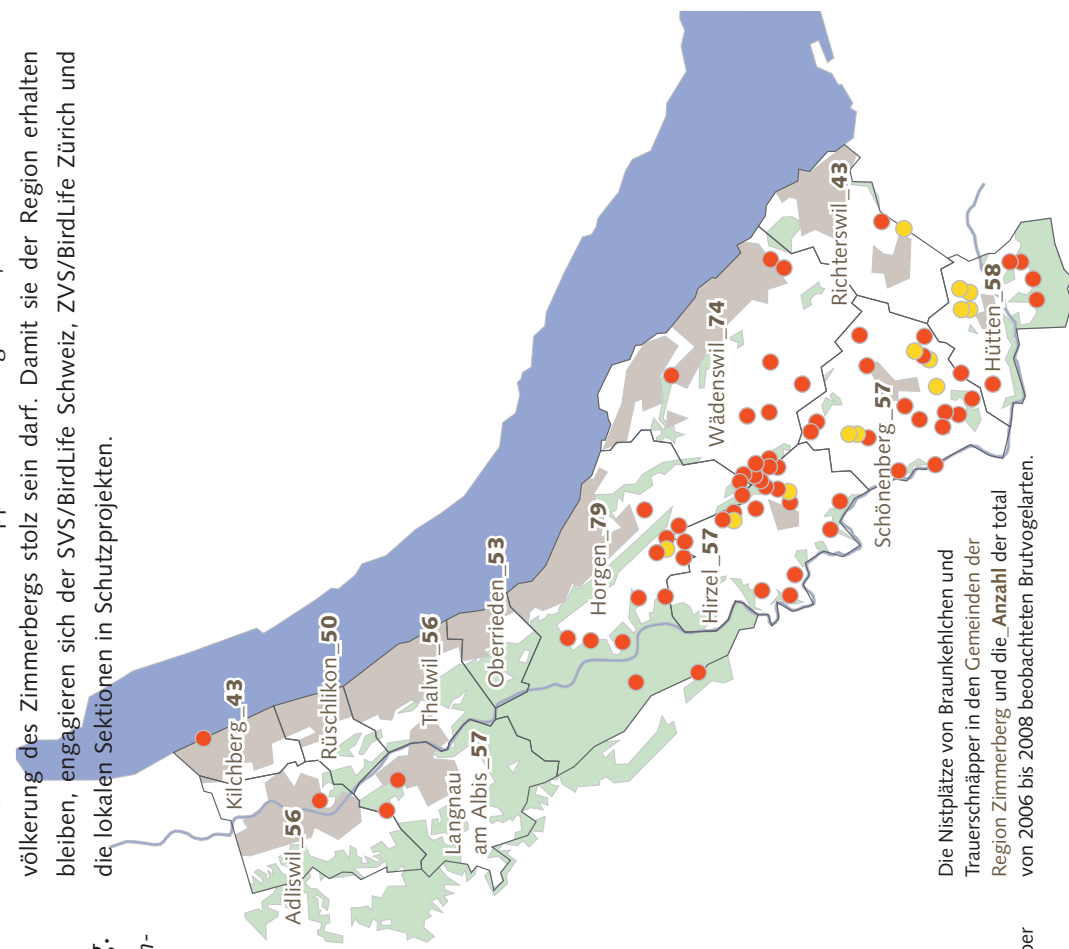 völkerung des Zimmerbergs stolz sein darf. Damit sie der Region erhalten
bleiben, engagieren sich der SVS/BirdLife Schweiz, ZVS/BirdLife Zürich und
die lokalen Sektionen in Schutzprojekten.
n-
Kilchberg_43
Adliswil_56
Rüschlikon_50
Thalwil_56
Langnau
am Albis_57
Oberrieden_53
Horgen_79
Hirzel_57
Wädenswil_74
Richterswil_43
Schönenberg_57
Hütten_58
Die Nistplätze von Braunkehlchen und
Trauerschnäpper in den Gemeinden der
Region Zimmerberg und die_Anzahl der total
von 2006 bis 2008 beobachteten Brutvogelarten.
ber